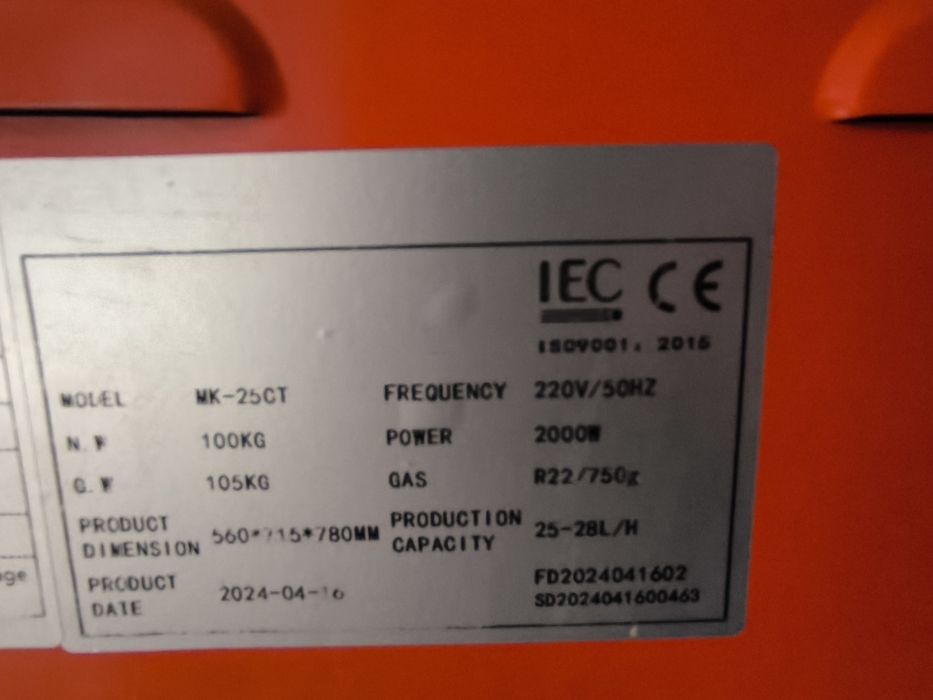 IEC CE
ISO9001: 2015
MODEL MK-25CT FREQUENCY 220V/50HZ
N.W 100KG POWER 2000W
G.W 105KG GAS R22/750g
PRODUCT DIMENSION 560*715*780MM PRODUCTION CAPACITY 25-28L/H
PRODUCT DATE 2024-04-16 FD2024041602
SD2024041600463